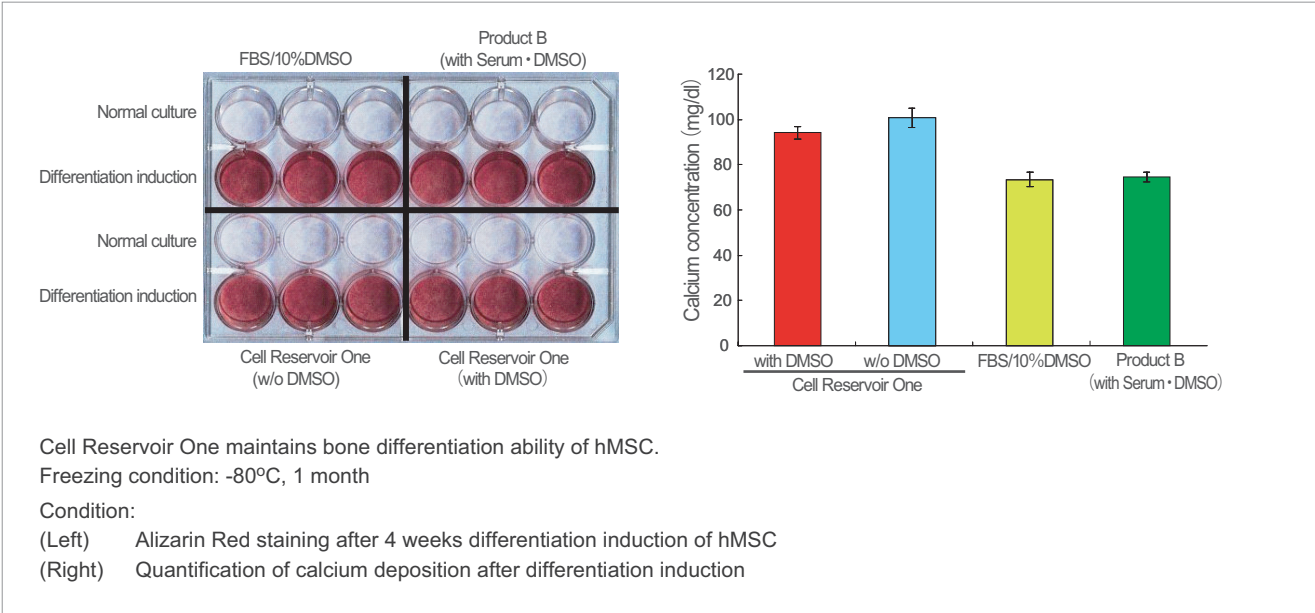 FBS/10%DMSO
Product B
(with Serum・DMSO)
Normal culture
Differentiation induction
Normal culture
Differentiation induction
Cell Reservoir One
(w/o DMSO)
Cell Reservoir One
(with DMSO)
Calcium concentration (mg/dl)
120
100
80
60
40
20
0
with DMSO
w/o DMSO
FBS/10%DMSO
Product B
(with Serum・DMSO)
Cell Reservoir One
Cell Reservoir One maintains bone differentiation ability of hMSC.
Freezing condition: -80ºC, 1 month
Condition:
(Left) Alizarin Red staining after 4 weeks differentiation induction of hMSC
(Right) Quantification of calcium deposition after differentiation induction